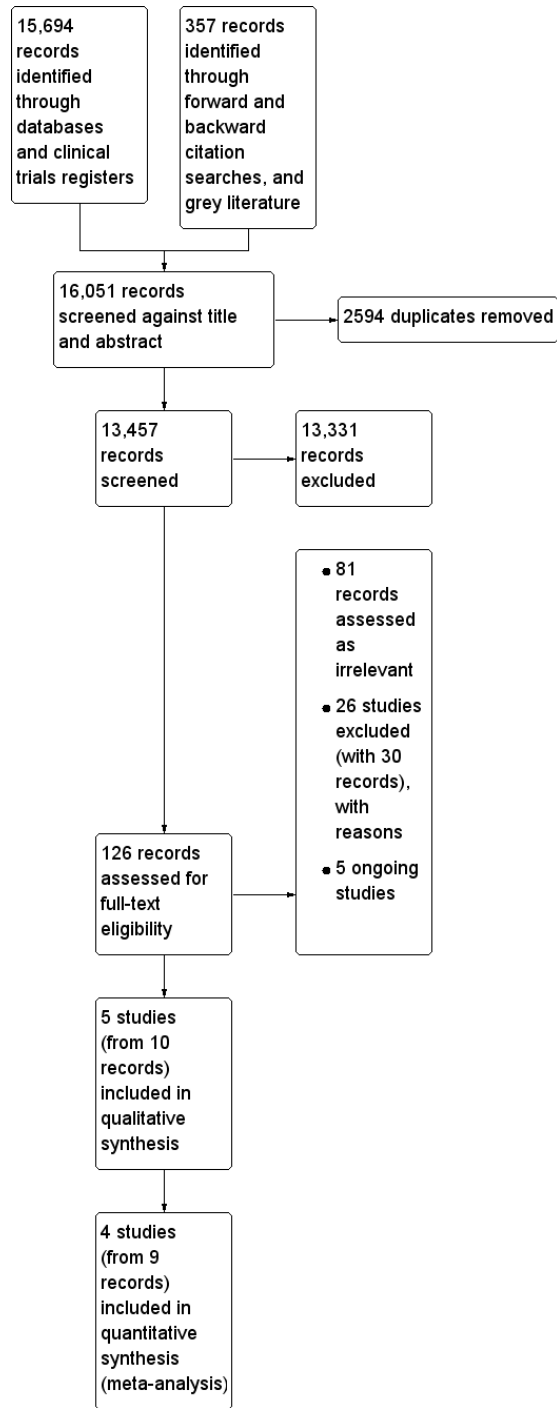 15,694
records
identified
through
databases
and clinical
trials registers
357 records
identified
through
forward and
backward
citation
searches, and
grey literature
16,051 records
screened against title
and abstract
2594 duplicates removed
13,457
records
screened
13,331
records
excluded
• 81
records
assessed
as
irrelevant
• 26 studies
excluded
(with 30
records),
with
reasons
• 5 ongoing
studies
126 records
assessed for
full-text
eligibility
5 studies
(from 10
records)
included in
qualitative
synthesis
4 studies
(from 9
records)
included in
quantitative
synthesis
(meta-analysis)